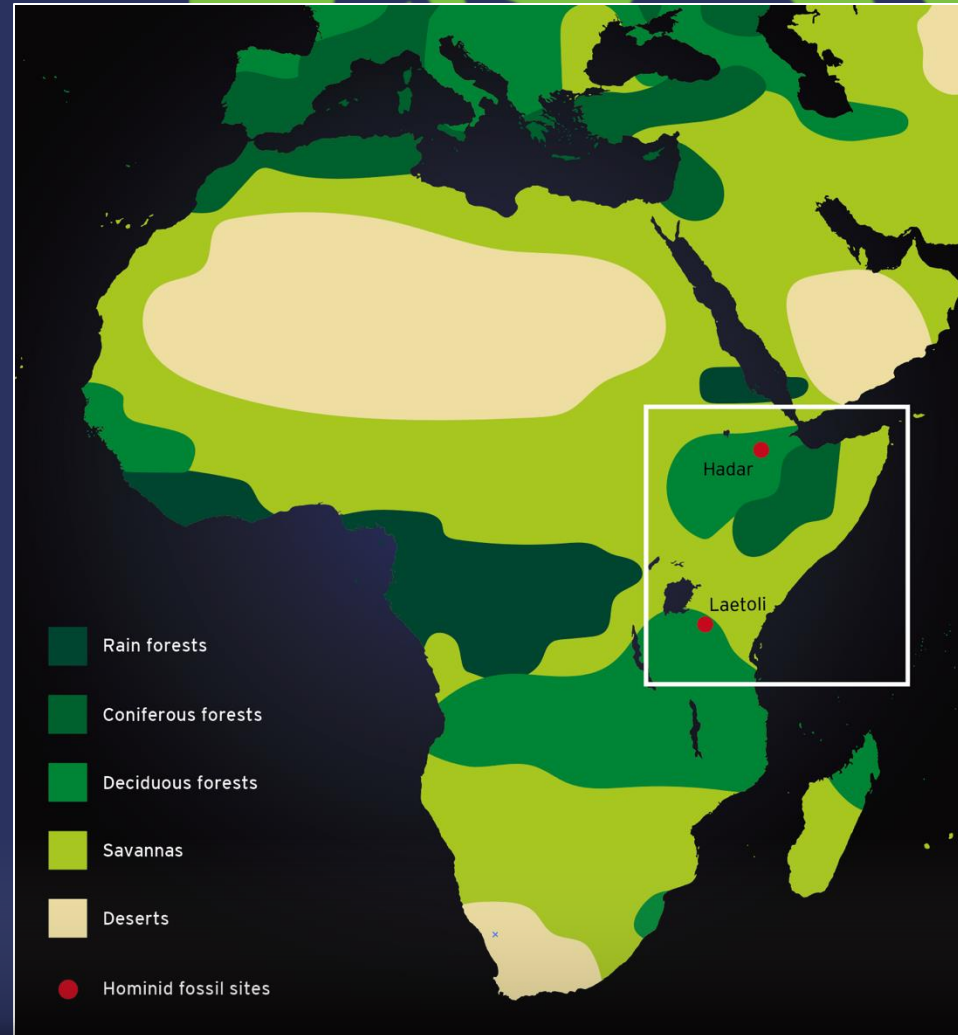 Hadar
Laetoli
Rain forests
Coniferous forests
Deciduous forests
Savannas
Deserts
Hominid fossil sites